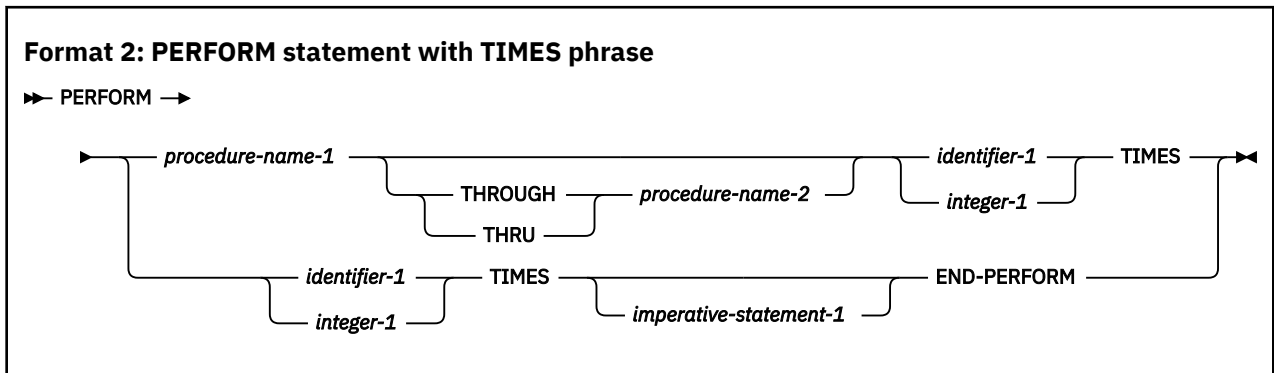 Format 2: PERFORM statement with TIMES phrase
PERFORM
procedure-name-1 identifier-1 TIMES
THROUGH procedure-name-2 integer-1
THRU
identifier-1 TIMES END-PERFORM
integer-1 imperative-statement-1